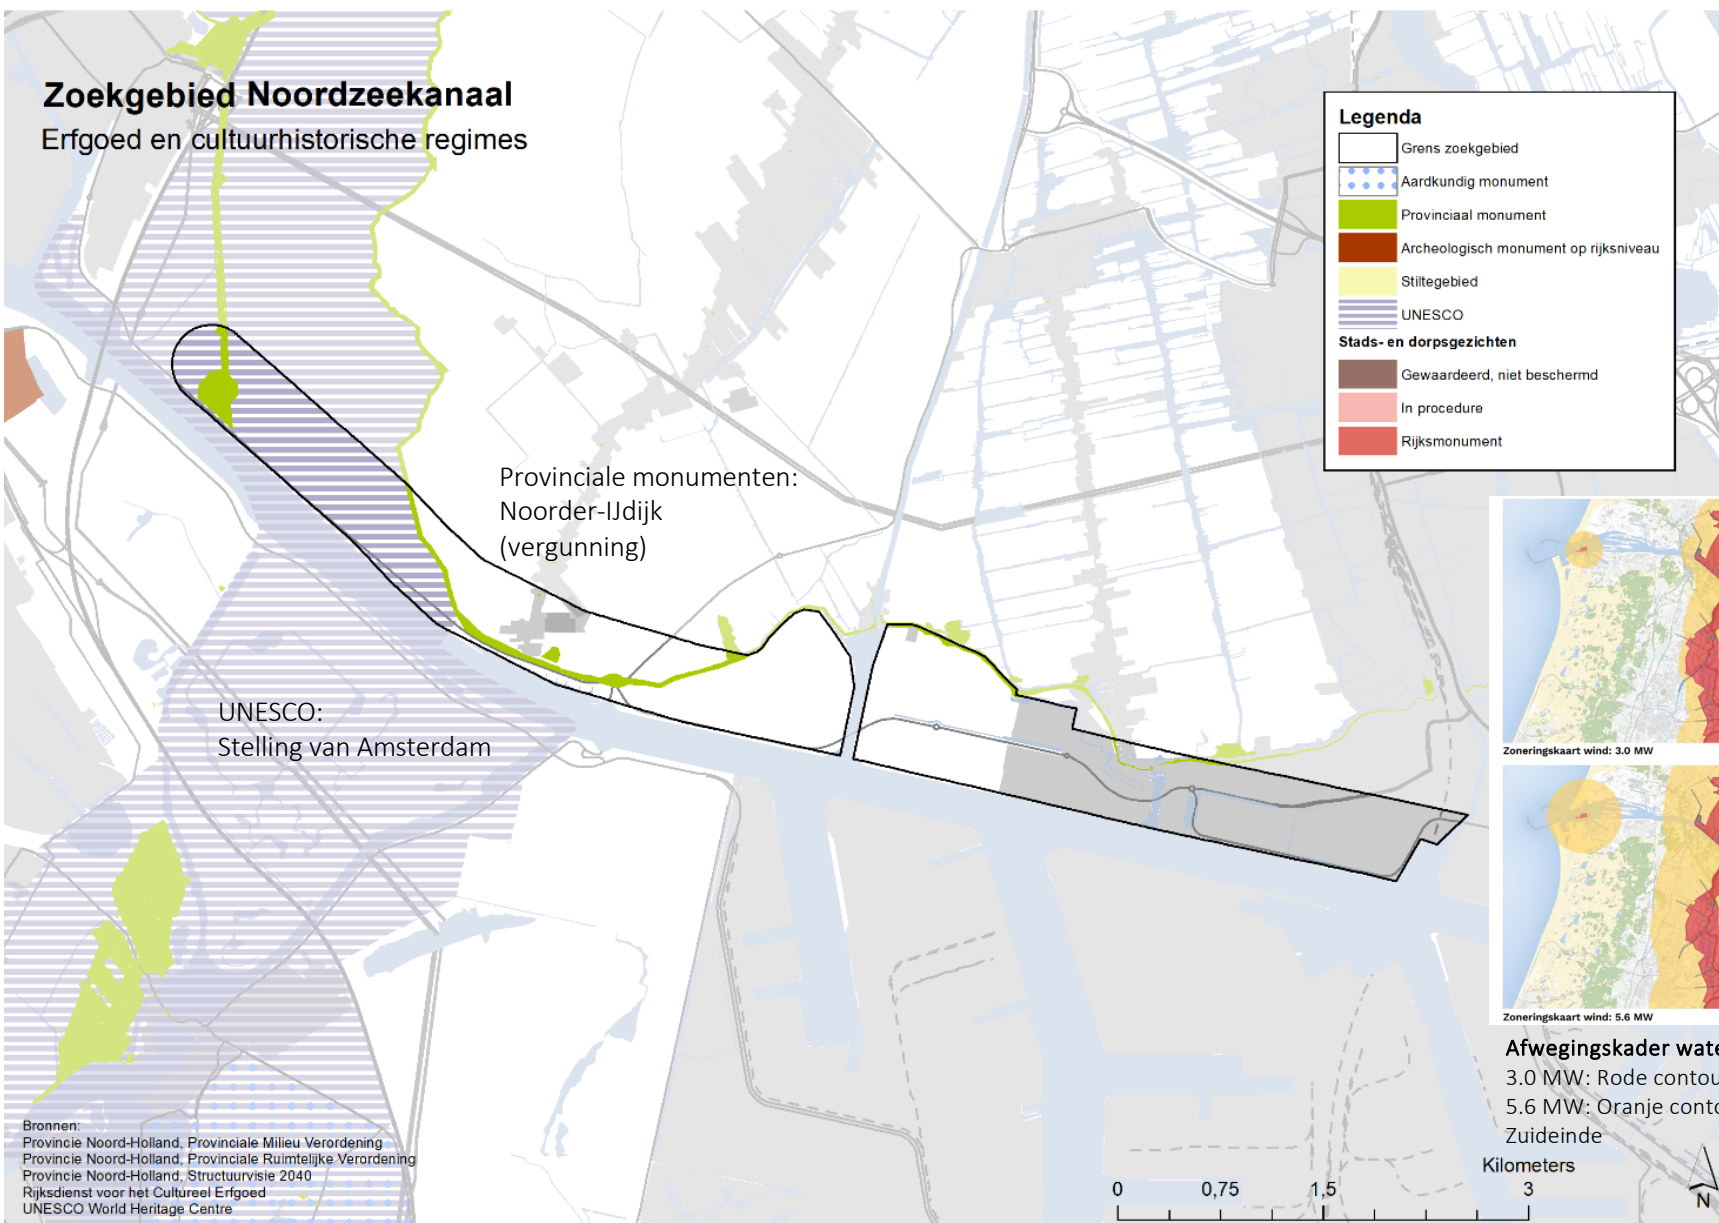 Zoekgebied Noordzeekanaal
Erfgoed en cultuurhistorische regimes
Legenda
Grens zoekgebied
Aardkundig monument
Provinciaal monument
Archeologisch monument op rijksniveau
Stiltegebied
UNESCO
Stads- en dorpsgezichten
Gewaardeerd, niet beschermd
In procedure
Rijksmonument
Provinciale monumenten:
Noorder-IJdijk
(vergunning)
UNESCO:
Stelling van Amsterdam
Zoneringskaart wind: 3.0 MW
Zoneringskaart wind: 5.6 MW
Afwegingskader wate
3.0 MW: Rode contou
5.6 MW: Oranje conto
Zuideinde
Kilometers
0 0,75 1,5 3
N
Bronnen:
Provincie Noord-Holland, Provinciale Milieu Verordening
Provincie Noord-Holland, Provinciale Ruimtelijke Verordening
Provincie Noord-Holland, Structuurvisie 2040
Rijksdienst voor het Cultureel Erfgoed
UNESCO World Heritage Centre